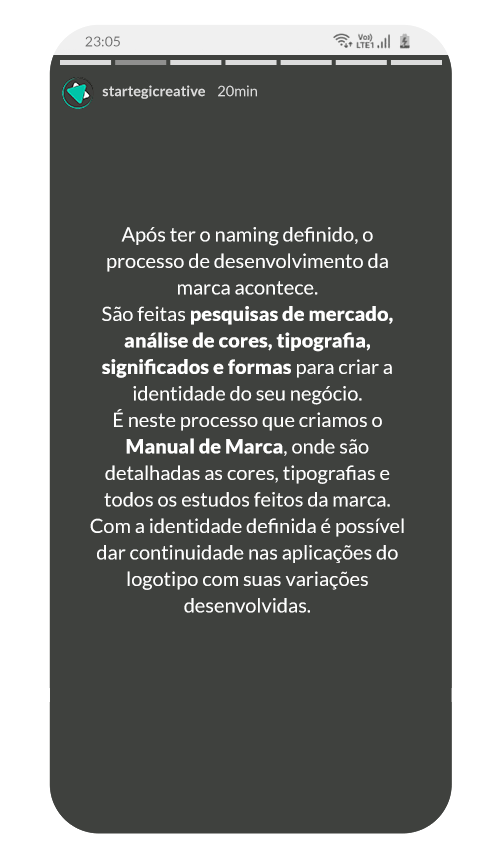 23:05
Vo))
LTE1
startegicreative 20min
Após ter o naming definido, o
processo de desenvolvimento da
marca acontece.
São feitas pesquisas de mercado,
análise de cores, tipografia,
significados e formas para criar a
identidade do seu negócio.
É neste processo que criamos o
Manual de Marca, onde são
detalhadas as cores, tipografias e
todos os estudos feitos da marca.
Com a identidade definida é possível
dar continuidade nas aplicações do
logotipo com suas variações
desenvolvidas.